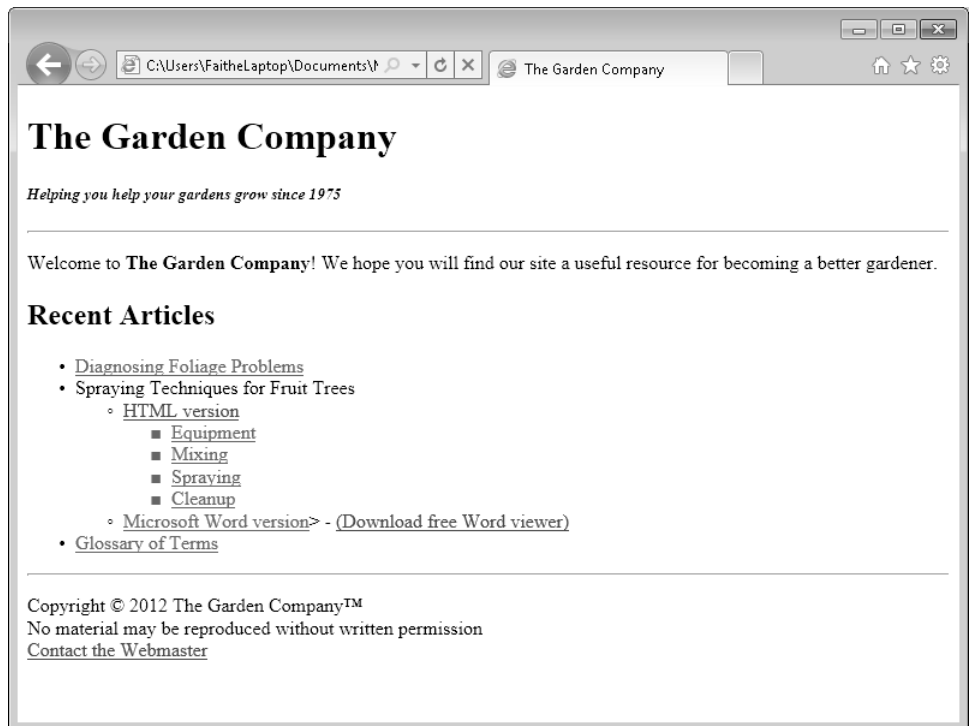 C:\Users\FaitheLaptop\Documents\
The Garden Company
The Garden Company
Helping you help your gardens grow since 1975
Welcome to The Garden Company! We hope you will find our site a useful resource for becoming a better gardener.
Recent Articles
• Diagnosing Foliage Problems
• Spraying Techniques for Fruit Trees
◦ HTML version
▪ Equipment
▪ Mixing
▪ Spraying
▪ Cleanup
◦ Microsoft Word version> - (Download free Word viewer)
• Glossary of Terms
Copyright © 2012 The Garden Company™
No material may be reproduced without written permission
Contact the Webmaster